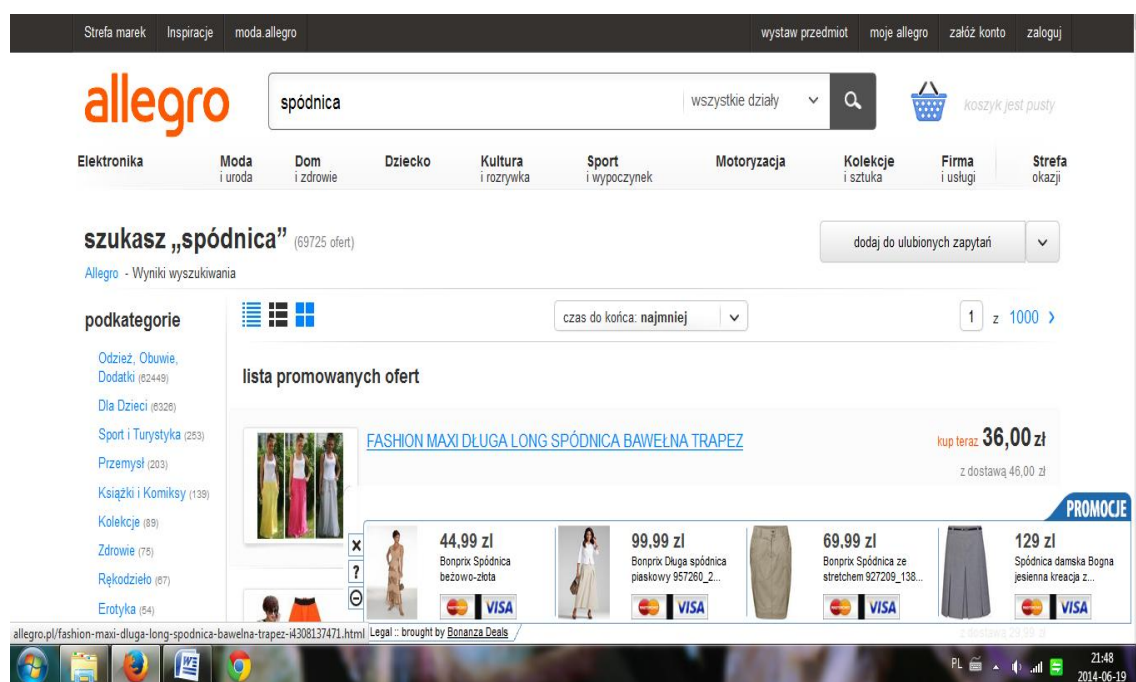 Strefa marek Inspiracje moda.allegro wystaw przedmiot moje allegro załóż konto zaloguj
allegro spódnica wszystkie działy koszyk jest pusty
Elektronika Moda Dom Dziecko Kultura Sport Motoryzacja Kolekcje Firma Strefa
i uroda i zdrowie i rozrywka i wypoczynek i sztuka i usługi okazji
szukasz „spódnica” (69725 ofert) dodaj do ulubionych zapytań
Allegro - Wyniki wyszukiwania
podkategorie czas do końca: najmniej 1 z 1000 >
Odzież, Obuwie,
Dodatki (62449)
Dla Dzieci (6326)
Sport i Turystyka (253)
Przemysł (203)
Książki i Komiksy (139)
Kolekcje (89)
Zdrowie (75)
Rękodzieło (67)
Erotyka (54)
lista promowanych ofert
FASHION MAXI DŁUGA LONG SPÓDNICA BAWEŁNA TRAPEZ kup teraz 36,00 zł
z dostawą 46,00 zł
PROMOCJE
x
?
44,99 zl
Bonprix Spódnica
beżowo-złota
MasterCard VISA
99,99 zl
Bonprix Długa spódnica
piaskowy 957260_2...
MasterCard VISA
69,99 zl
Bonprix Spódnica ze
stretchem 927209_138...
MasterCard VISA
129 zl
Spódnica damska Bogna
jesienna kreacja z...
MasterCard VISA
z dostawą 29,99 zł
allegro.pl/fashion-maxi-dluga-long-spodnica-bawelna-trapez-i4308137471.html Legal :: brought by Bonanza Deals
W PL 21:48
2014-06-19